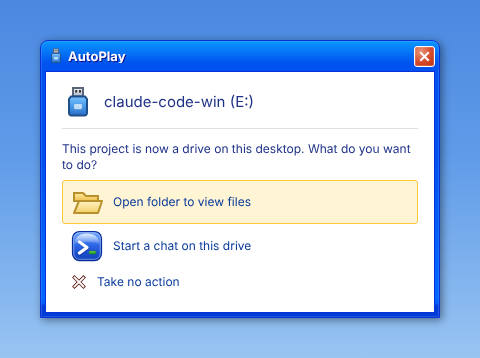 AutoPlay
claude-code-win (E:)
This project is now a drive on this desktop. What do you want
to do?
Open folder to view files
Start a chat on this drive
Take no action